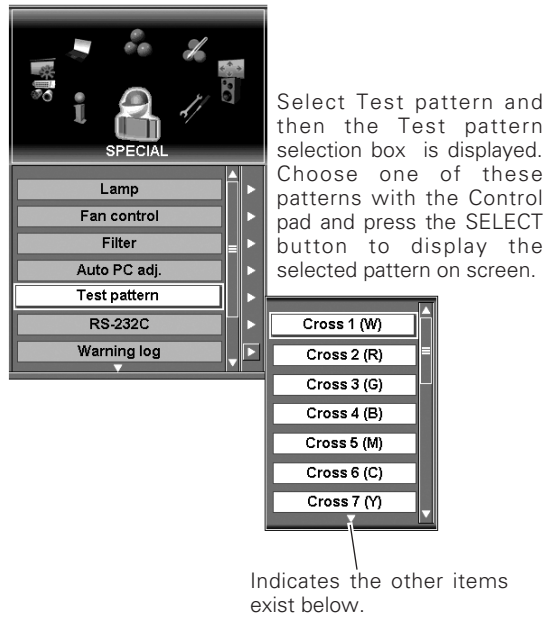 SPECIAL
Lamp
Fan control
Filter
Auto PC adj.
Test pattern
RS-232C
Warning log
Select Test pattern and
then the Test pattern
selection box is displayed.
Choose one of these
patterns with the Control
pad and press the SELECT
button to display the
selected pattern on screen.
Cross 1 (W)
Cross 2 (R)
Cross 3 (G)
Cross 4 (B)
Cross 5 (M)
Cross 6 (C)
Cross 7 (Y)
Indicates the other items
exist below.